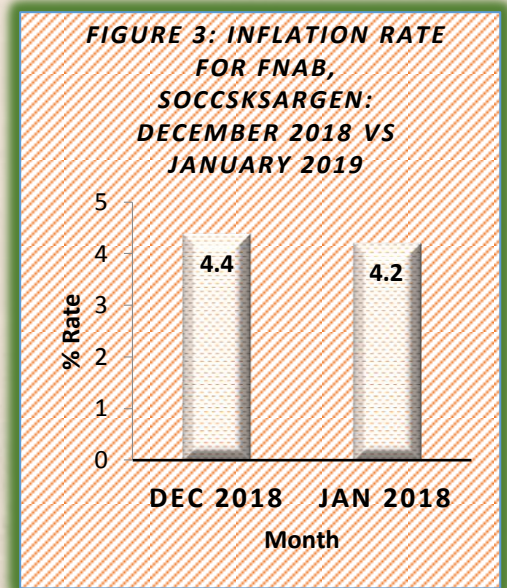 FIGURE 3: INFLATION RATE
FOR FNAB,
SOCCSKSARGEN:
DECEMBER 2018 VS
JANUARY 2019
5
4
3
2
1
0
% Rate
4.4
4.2
DEC 2018 JAN 2018
Month